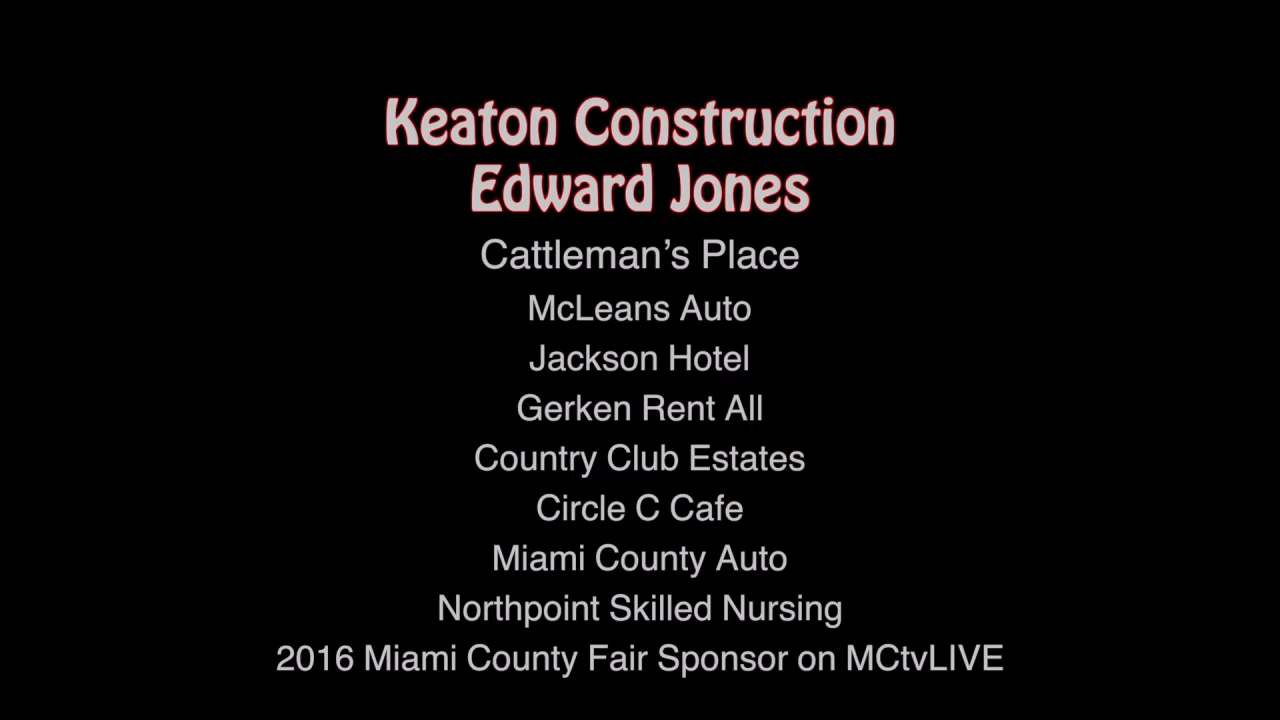 Keaton Construction
Edward Jones
Cattleman’s Place
McLeans Auto
Jackson Hotel
Gerken Rent All
Country Club Estates
Circle C Cafe
Miami County Auto
Northpoint Skilled Nursing
2016 Miami County Fair Sponsor on MCtvLIVE